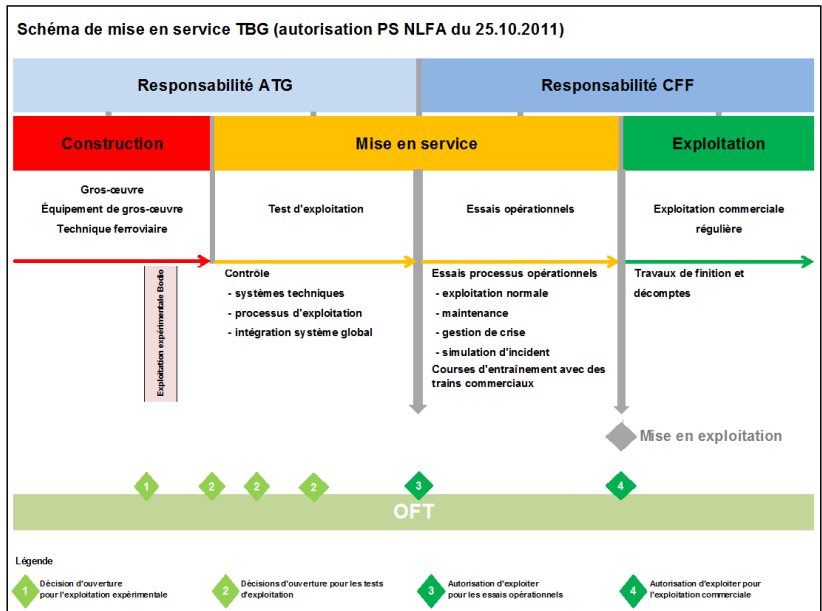 Schéma de mise en service TBG (autorisation PS NLFA du 25.10.2011)
Responsabilité ATG
Responsabilité CFF
Construction
Mise en service
Exploitation
Gros-œuvre
Équipement de gros-œuvre
Technique ferroviaire
Test d'exploitation
Essais opérationnels
Exploitation commerciale
régulière
Exploitation expérimentale Bodio
Contrôle
- systèmes techniques
- processus d'exploitation
- intégration système global
Essais processus opérationnels
- exploitation normale
- maintenance
- gestion de crise
- simulation d'incident
Courses d'entraînement avec des
trains commerciaux
Travaux de finition et
décomptes
Mise en exploitation
1
2
2
2
3
4
OFT
Légende
1
Décision d'ouverture
pour l'exploitation expérimentale
2
Décisions d'ouverture pour les tests
d'exploitation
3
Autorisation d'exploiter
pour les essais opérationnels
4
Autorisation d'exploiter pour
l'exploitation commerciale